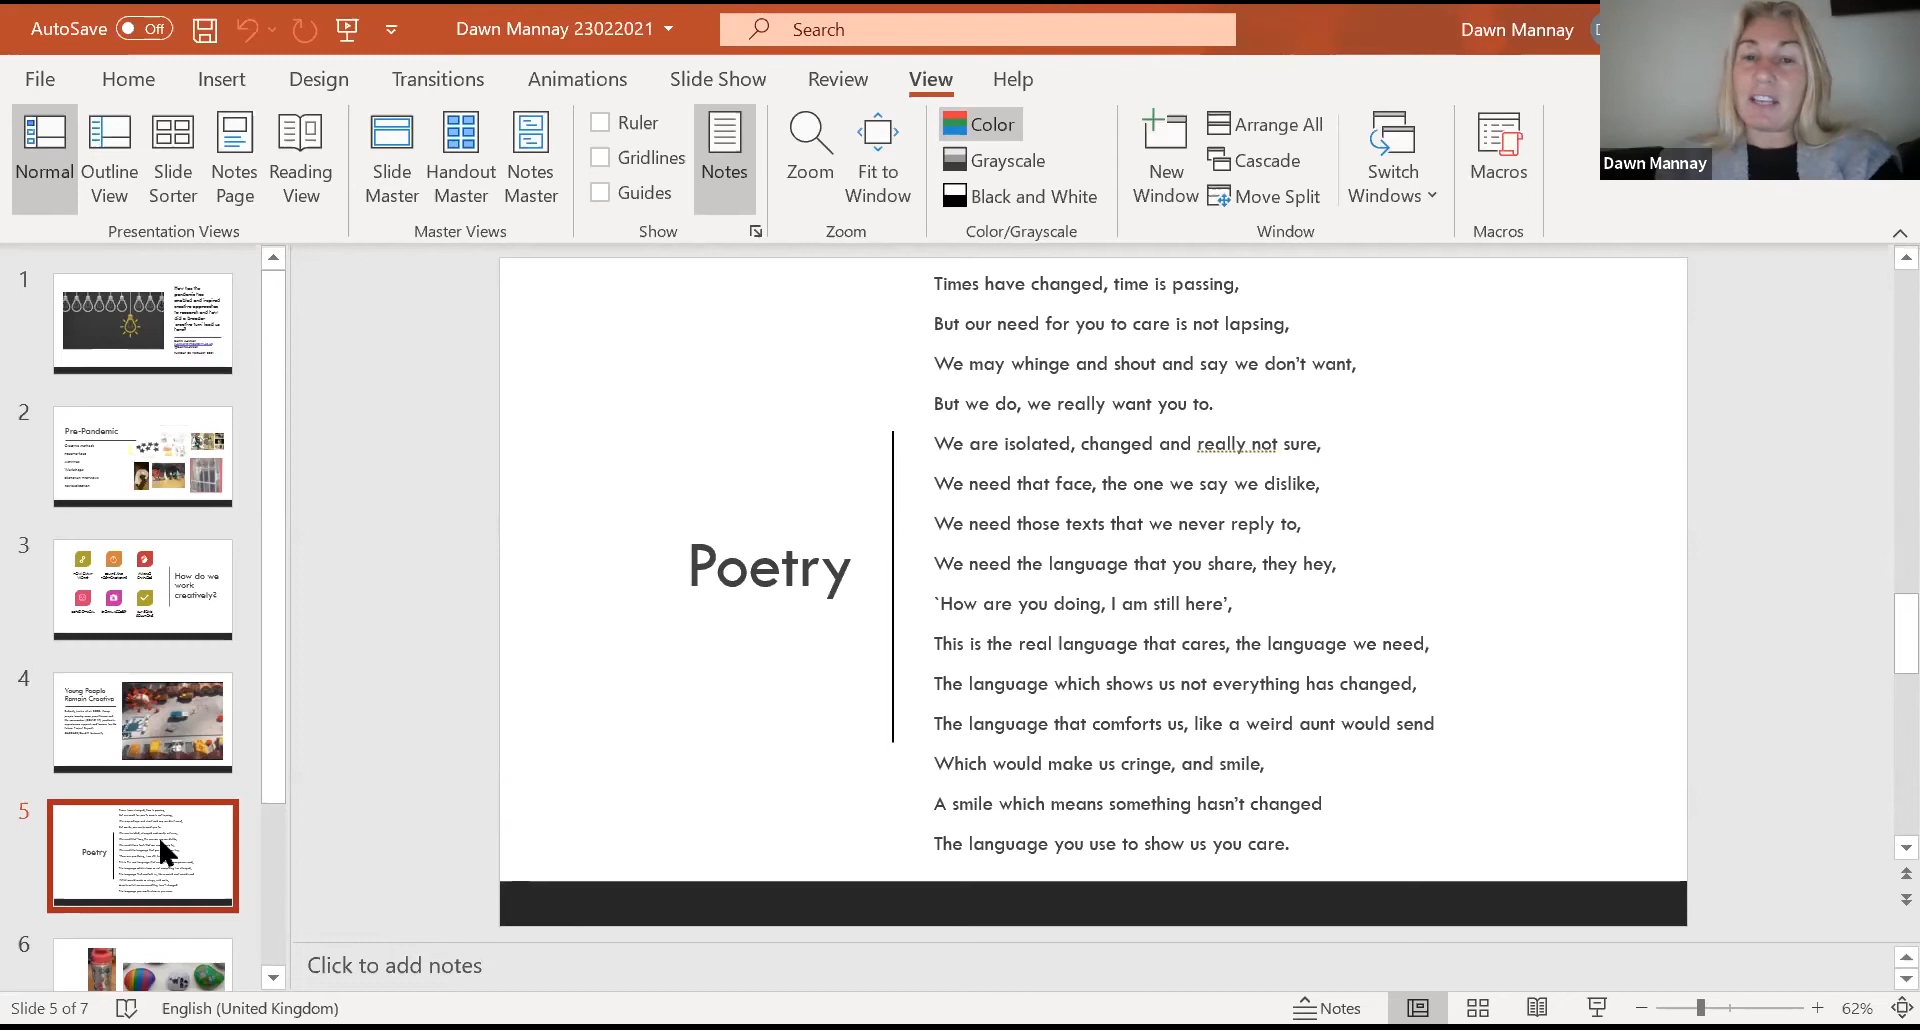 AutoSave Off
Dawn Mannay 23022021
Search
Dawn Mannay
File Home Insert Design Transitions Animations Slide Show Review View Help
Normal
Outline View
Slide Sorter
Notes Page
Reading View
Presentation Views
Slide Master
Handout Master
Notes Master
Master Views
Ruler
Gridlines
Guides
Notes
Show
Zoom
Fit to Window
Zoom
Color
Grayscale
Black and White
Color/Grayscale
New Window
Arrange All
Cascade
Move Split
Switch Windows
Window
Macros
Macros
Dawn Mannay
1
2
Pre-Pandemic
3
How do we
work
creatively?
4
Young People
Remain Creative
5
Poetry
6
Poetry
Times have changed, time is passing,
But our need for you to care is not lapsing,
We may whinge and shout and say we don't want,
But we do, we really want you to.
We are isolated, changed and really not sure,
We need that face, the one we say we dislike,
We need those texts that we never reply to,
We need the language that you share, they hey,
`How are you doing, I am still here',
This is the real language that cares, the language we need,
The language which shows us not everything has changed,
The language that comforts us, like a weird aunt would send
Which would make us cringe, and smile,
A smile which means something hasn't changed
The language you use to show us you care.
Click to add notes
Slide 5 of 7
English (United Kingdom)
Notes
62%